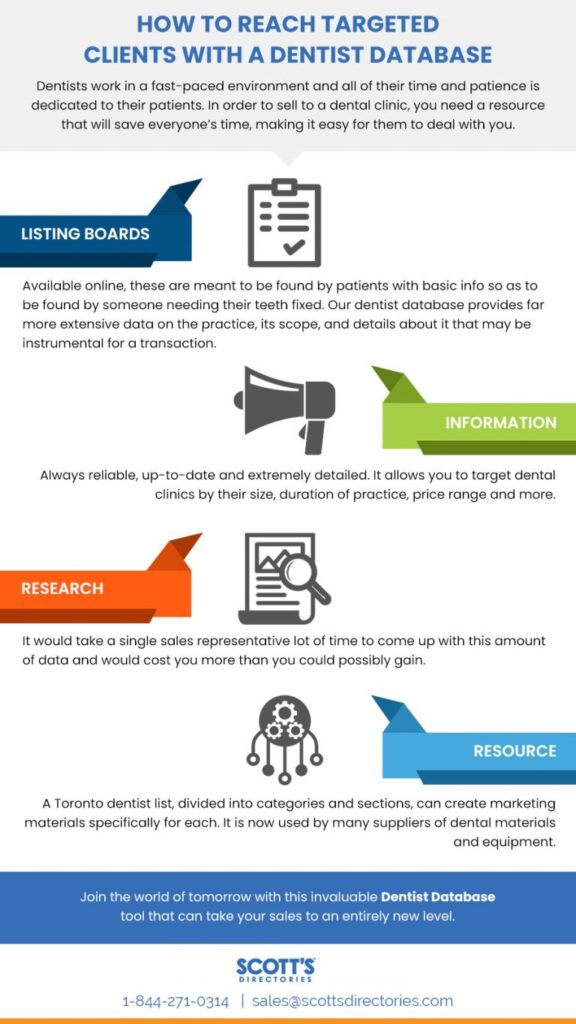 HOW TO REACH TARGETED
CLIENTS WITH A DENTIST DATABASE
Dentists work in a fast-paced environment and all of their time and patience is
dedicated to their patients. In order to sell to a dental clinic, you need a resource
that will save everyone's time, making it easy for them to deal with you.
LISTING BOARDS
Available online, these are meant to be found by patients with basic info so as to
be found by someone needing their teeth fixed. Our dentist database provides far
more extensive data on the practice, its scope, and details about it that may be
instrumental for a transaction.
INFORMATION
Always reliable, up-to-date and extremely detailed. It allows you to target dental
clinics by their size, duration of practice, price range and more.
RESEARCH
It would take a single sales representative lot of time to come up with this amount
of data and would cost you more than you could possibly gain.
RESOURCE
A Toronto dentist list, divided into categories and sections, can create marketing
materials specifically for each. It is now used by many suppliers of dental materials
and equipment.
Join the world of tomorrow with this invaluable Dentist Database
tool that can take your sales to an entirely new level.
SCOTT'S
DIRECTORIES
1-844-271-0314 | sales@scottsdirectories.com